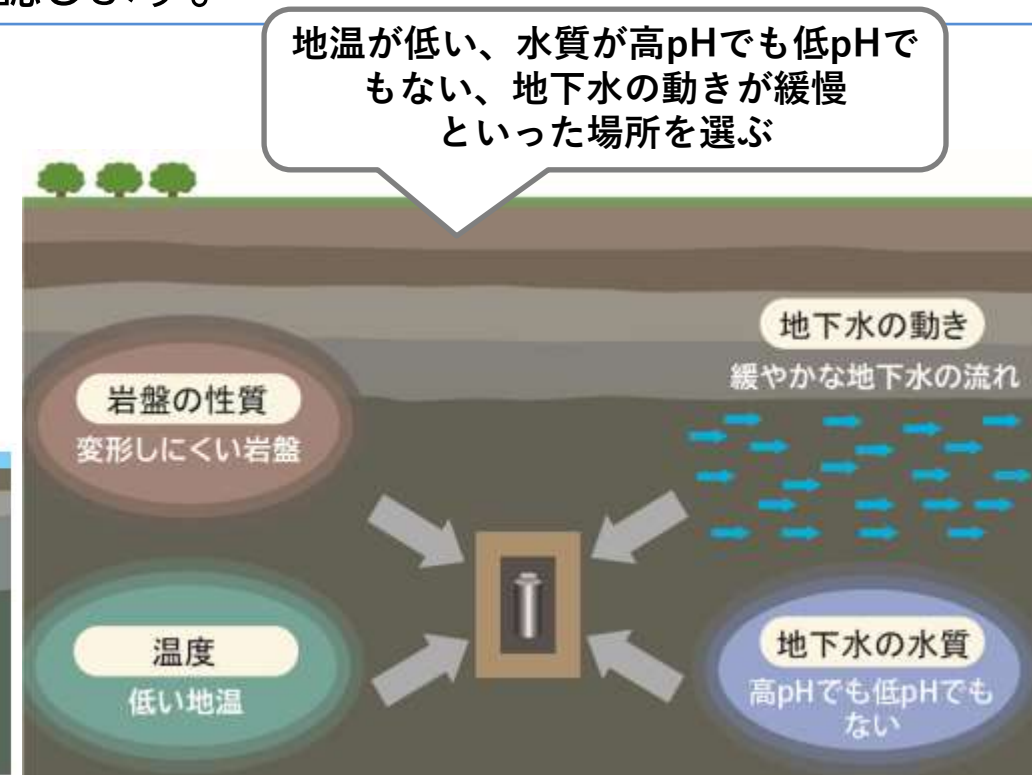 します。
地温が低い、水質が高pHでも低pHで
もない、地下水の動きが緩慢
といった場所を選ぶ
地下水の動き
緩やかな地下水の流れ
岩盤の性質
変形しにくい岩盤
温度
低い地温
地下水の水質
高pHでも低pHでも
ない